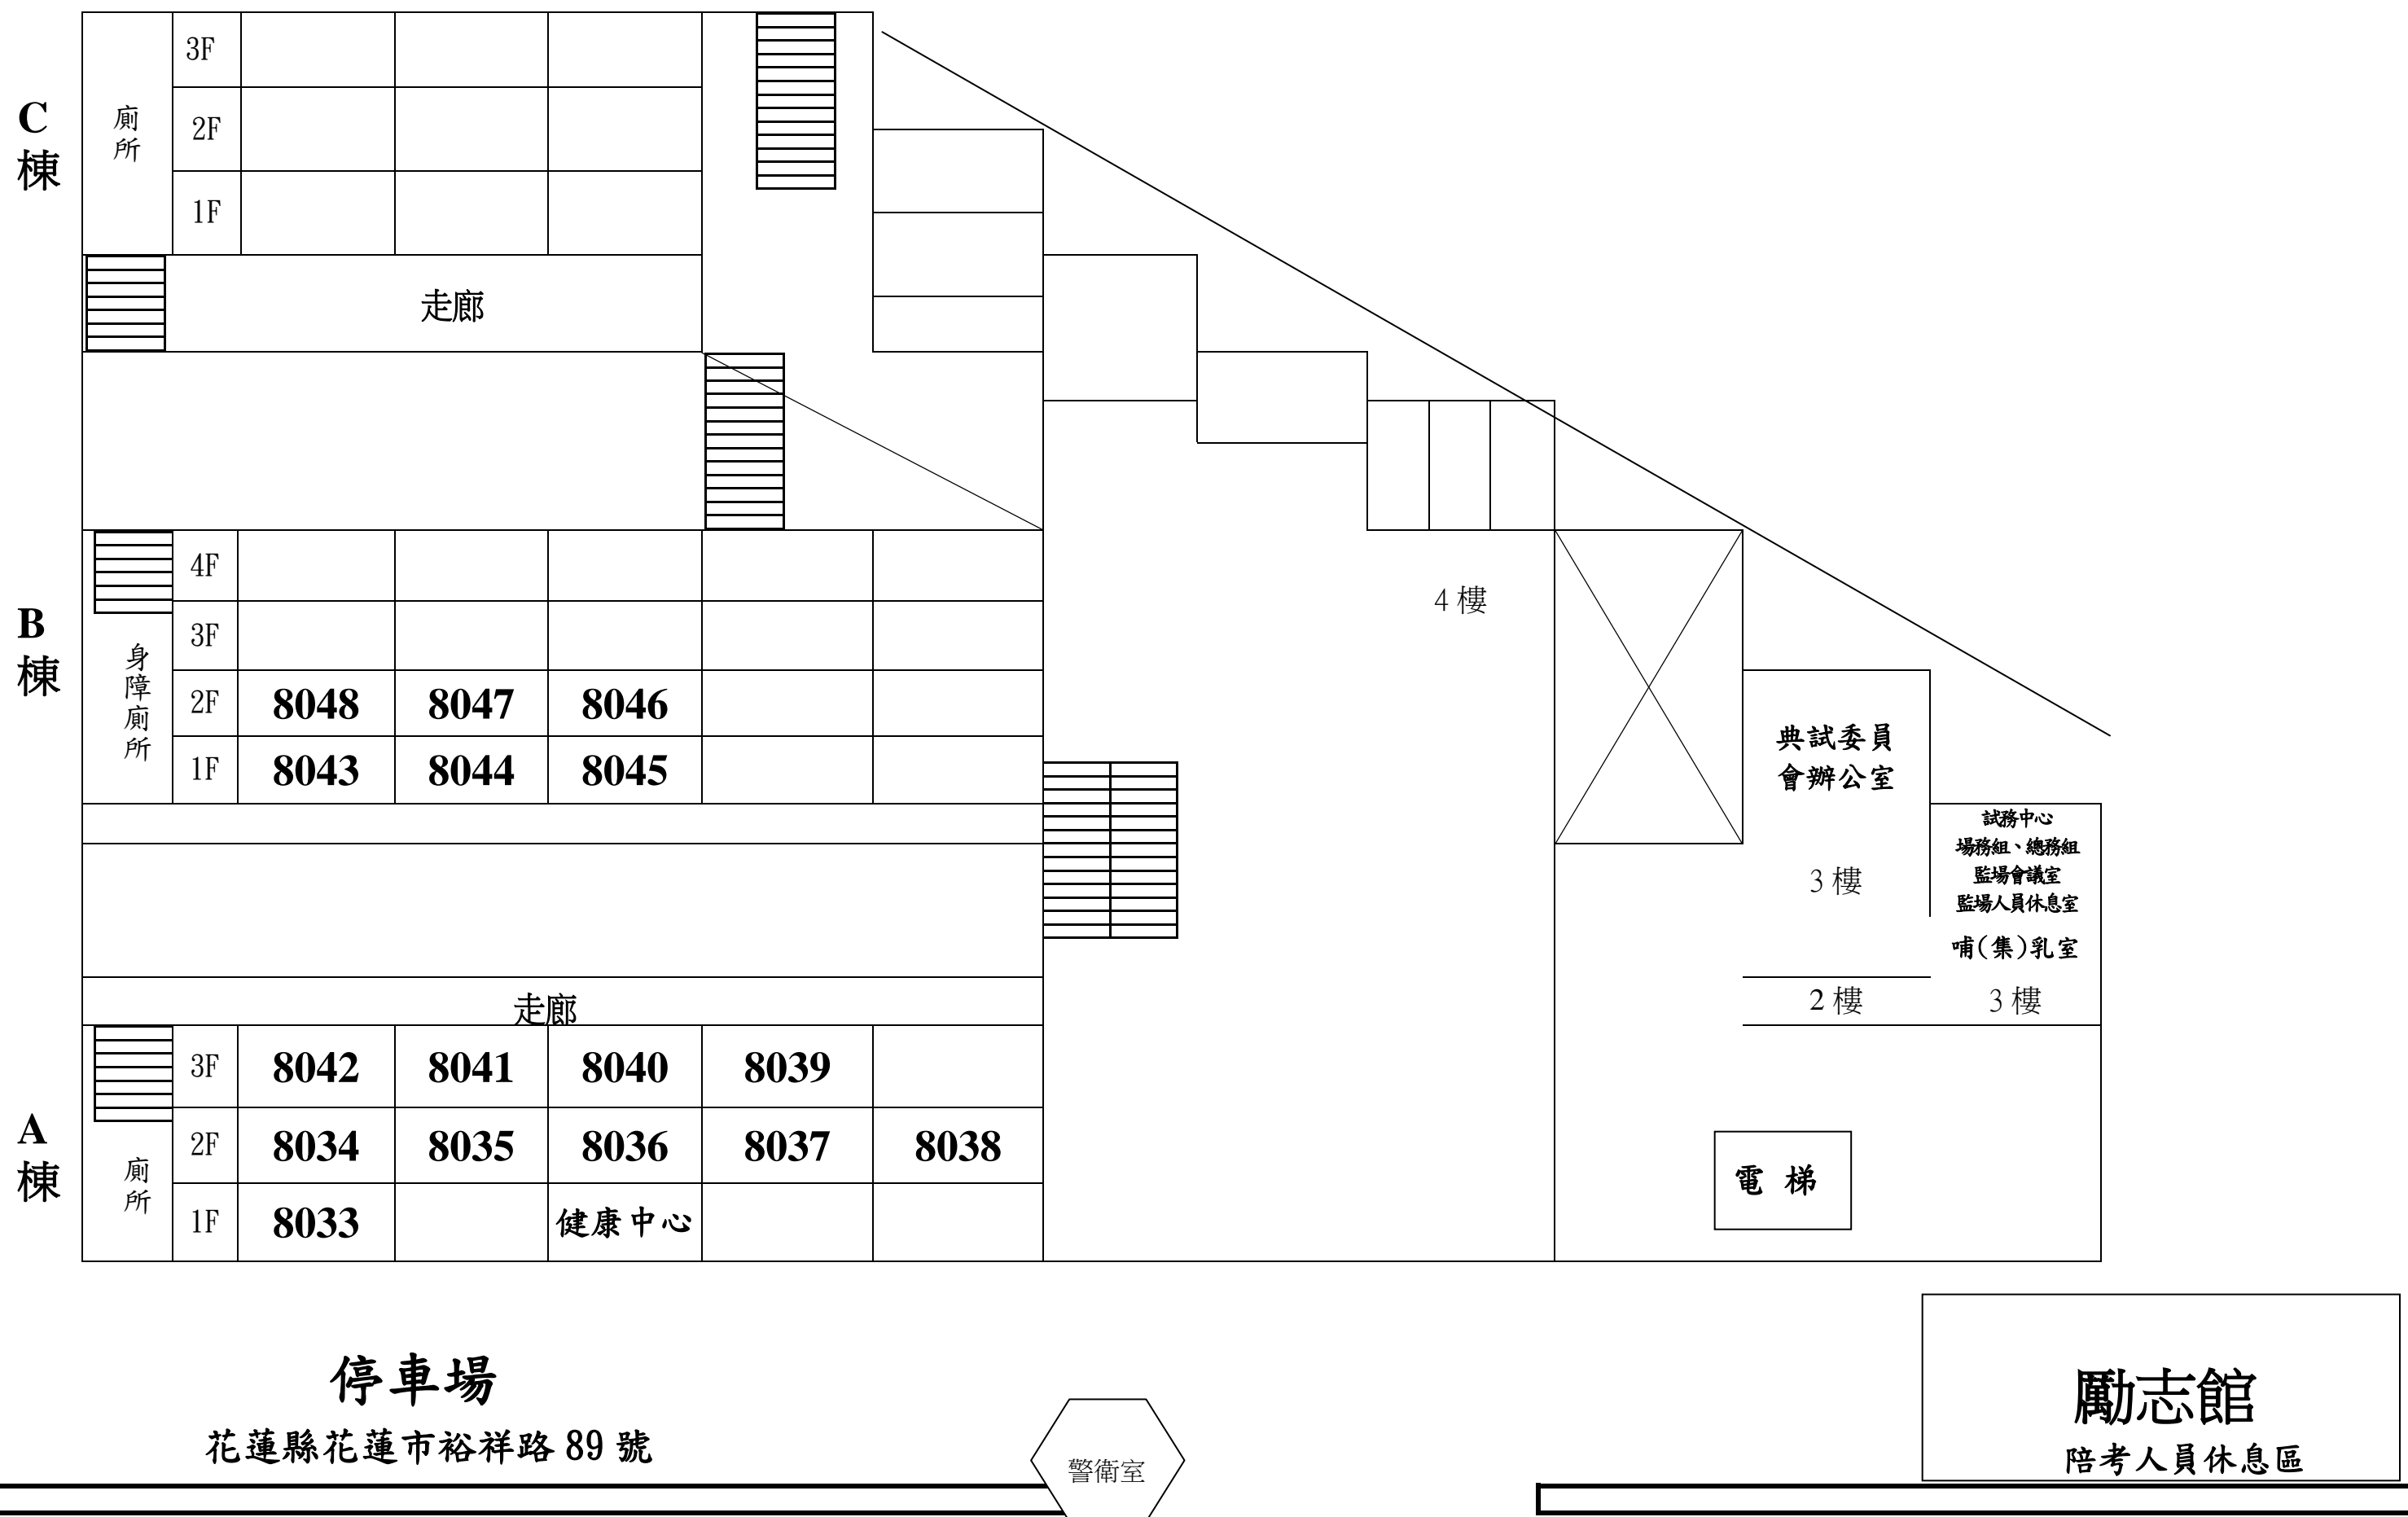 C棟
廁所
3F
2F
1F
走廊
B棟
身障廁所
4F
3F
2F 8048 8047 8046
1F 8043 8044 8045
4樓
典試委員
會辦公室
3樓
2樓
試務中心
場務組、總務組
監場會議室
監場人員休息室
哺(集)乳室
3樓
走廊
A棟
廁所
3F 8042 8041 8040 8039
2F 8034 8035 8036 8037 8038
1F 8033 健康中心
電梯
停車場
花蓮縣花蓮市裕祥路89號
警衛室
勵志館
陪考人員休息區